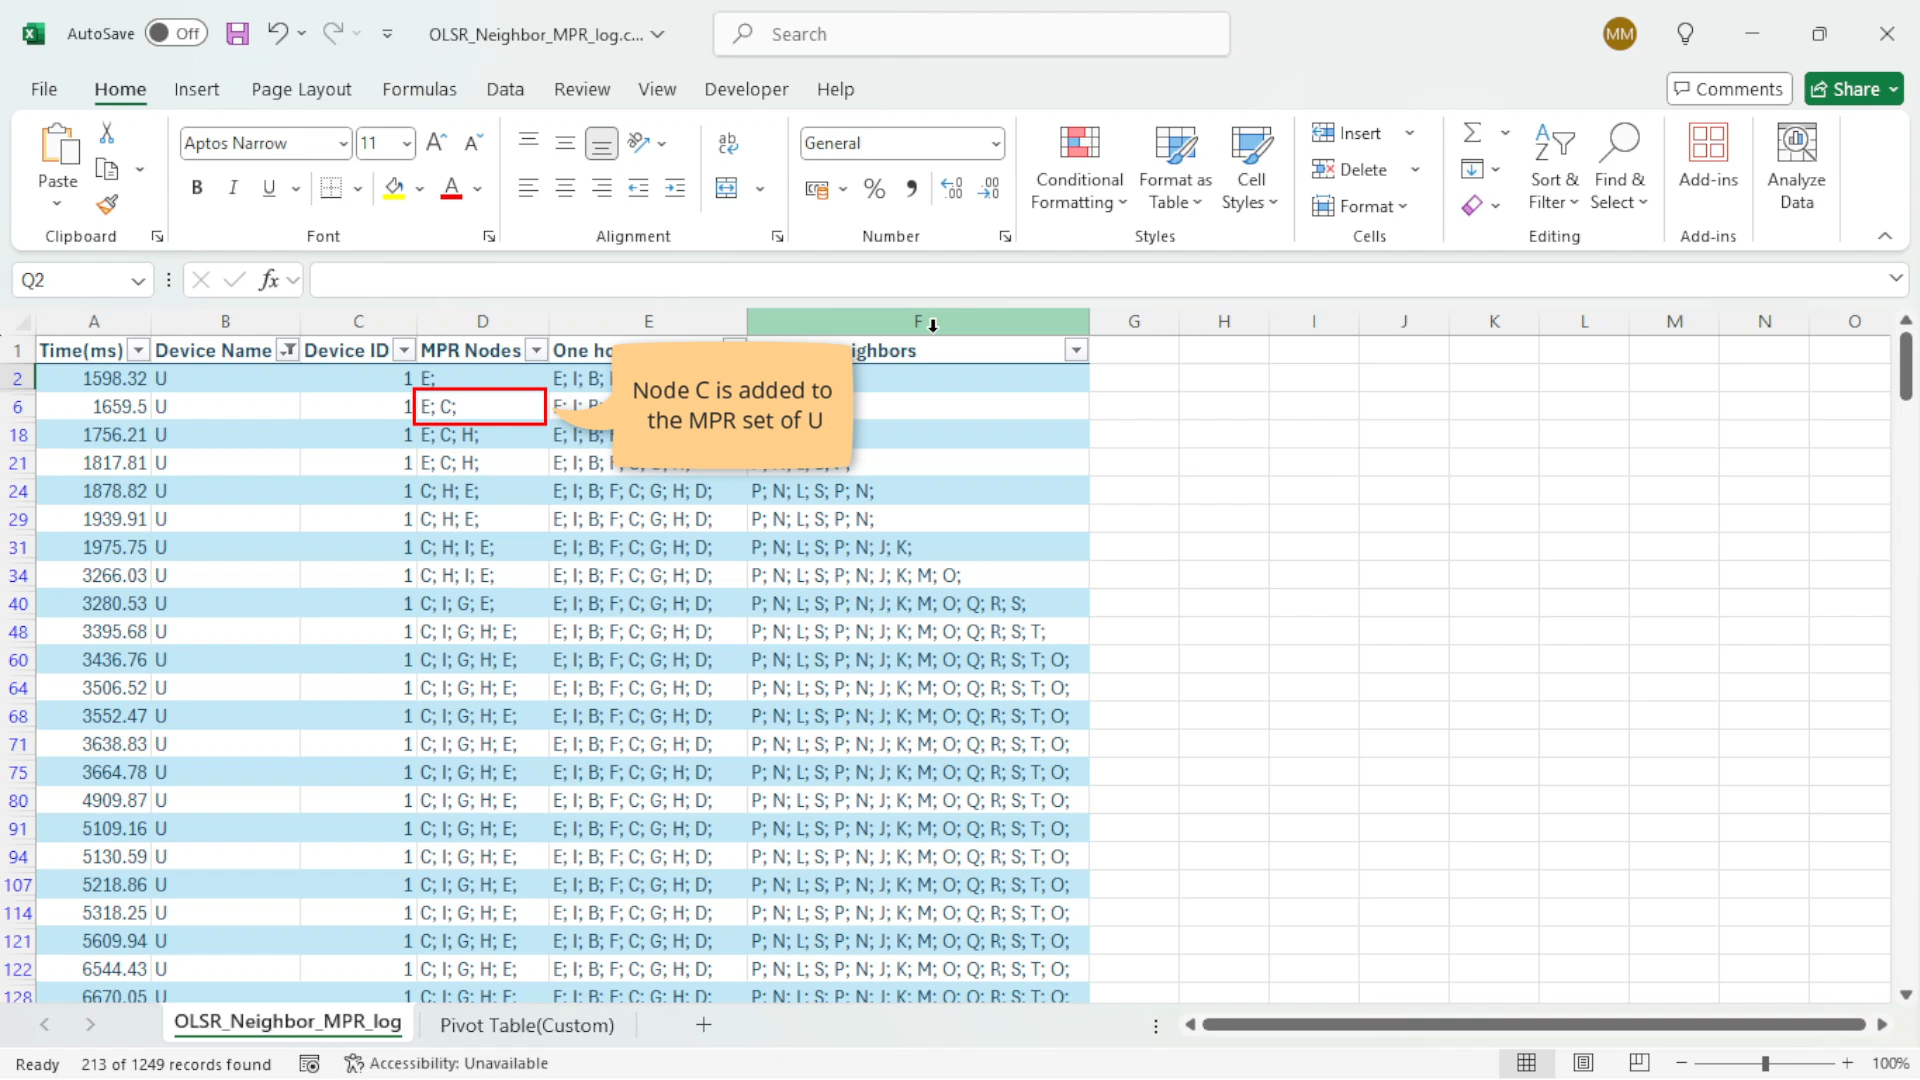 AutoSave Off OLSR_Neighbor_MPR_log.c... Search MM
File Home Insert Page Layout Formulas Data Review View Developer Help Comments Share
Paste Aptos Narrow 11 General Conditional Formatting Format as Table Cell Styles Insert Delete Format Sort & Filter Find & Select Add-ins Analyze Data
Clipboard Font Alignment Number Styles Cells Editing Add-ins
Q2 fx
A B C D E F G H I J K L M N O
1 Time(ms) Device Name Device ID MPR Nodes One ho ighbors
Node C is added to
the MPR set of U
2 1598.32 U 1 E; E; I; B;
6 1659.5 U 1 E; C; E; I;
18 1756.21 U 1 E; C; H; E; I; B;
21 1817.81 U 1 E; C; H; E; I; B;
24 1878.82 U 1 C; H; E; E; I; B; F; C; G; H; D; P; N; L; S; P; N;
29 1939.91 U 1 C; H; E; E; I; B; F; C; G; H; D; P; N; L; S; P; N;
31 1975.75 U 1 C; H; I; E; E; I; B; F; C; G; H; D; P; N; L; S; P; N; J; K;
34 3266.03 U 1 C; H; I; E; E; I; B; F; C; G; H; D; P; N; L; S; P; N; J; K; M; O;
40 3280.53 U 1 C; I; G; E; E; I; B; F; C; G; H; D; P; N; L; S; P; N; J; K; M; O; Q; R; S;
48 3395.68 U 1 C; I; G; H; E; E; I; B; F; C; G; H; D; P; N; L; S; P; N; J; K; M; O; Q; R; S; T;
60 3436.76 U 1 C; I; G; H; E; E; I; B; F; C; G; H; D; P; N; L; S; P; N; J; K; M; O; Q; R; S; T; O;
64 3506.52 U 1 C; I; G; H; E; E; I; B; F; C; G; H; D; P; N; L; S; P; N; J; K; M; O; Q; R; S; T; O;
68 3552.47 U 1 C; I; G; H; E; E; I; B; F; C; G; H; D; P; N; L; S; P; N; J; K; M; O; Q; R; S; T; O;
71 3638.83 U 1 C; I; G; H; E; E; I; B; F; C; G; H; D; P; N; L; S; P; N; J; K; M; O; Q; R; S; T; O;
75 3664.78 U 1 C; I; G; H; E; E; I; B; F; C; G; H; D; P; N; L; S; P; N; J; K; M; O; Q; R; S; T; O;
80 4909.87 U 1 C; I; G; H; E; E; I; B; F; C; G; H; D; P; N; L; S; P; N; J; K; M; O; Q; R; S; T; O;
91 5109.16 U 1 C; I; G; H; E; E; I; B; F; C; G; H; D; P; N; L; S; P; N; J; K; M; O; Q; R; S; T; O;
94 5130.59 U 1 C; I; G; H; E; E; I; B; F; C; G; H; D; P; N; L; S; P; N; J; K; M; O; Q; R; S; T; O;
107 5218.86 U 1 C; I; G; H; E; E; I; B; F; C; G; H; D; P; N; L; S; P; N; J; K; M; O; Q; R; S; T; O;
114 5318.25 U 1 C; I; G; H; E; E; I; B; F; C; G; H; D; P; N; L; S; P; N; J; K; M; O; Q; R; S; T; O;
121 5609.94 U 1 C; I; G; H; E; E; I; B; F; C; G; H; D; P; N; L; S; P; N; J; K; M; O; Q; R; S; T; O;
122 6544.43 U 1 C; I; G; H; E; E; I; B; F; C; G; H; D; P; N; L; S; P; N; J; K; M; O; Q; R; S; T; O;
128 6670.05 U 1 C; I; G; H; E; E; I; B; F; C; G; H; D; P; N; L; S; P; N; J; K; M; O; Q; R; S; T; O;
OLSR_Neighbor_MPR_log Pivot Table(Custom)
Ready 213 of 1249 records found Accessibility: Unavailable 100%